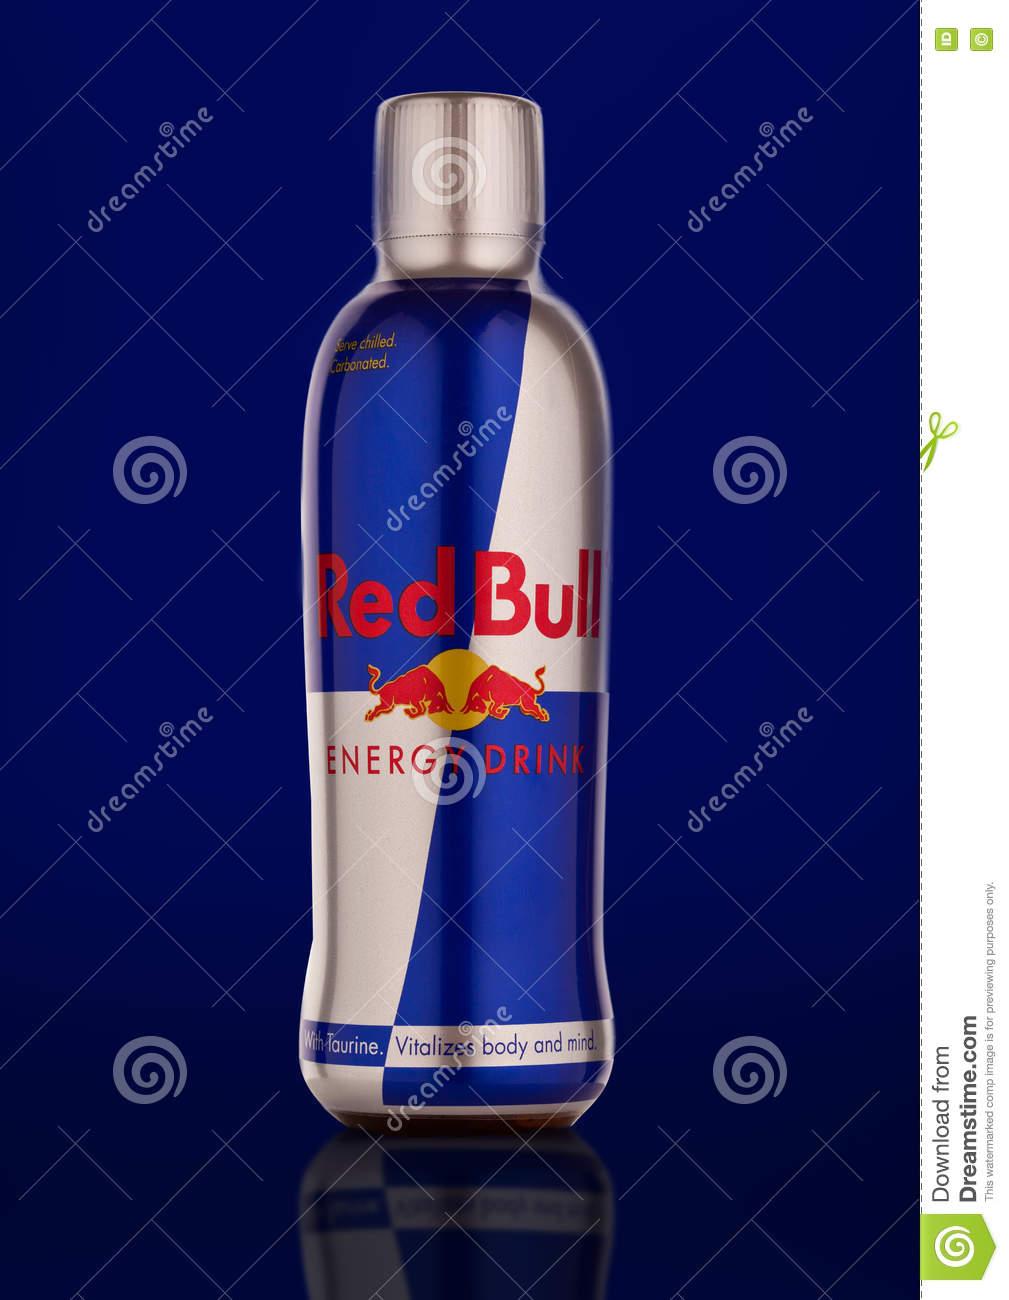 Serve chilled.
Carbonated.
Red Bull
ENERGY DRINK
With Taurine. Vitalizes body and mind.
dreamstime
dreamstime
dreamstime
dreamstime
dreamstime
dreamstime
ID
©
Download from
Dreamstime.com
This watermarked comp image is for previewing purposes only.